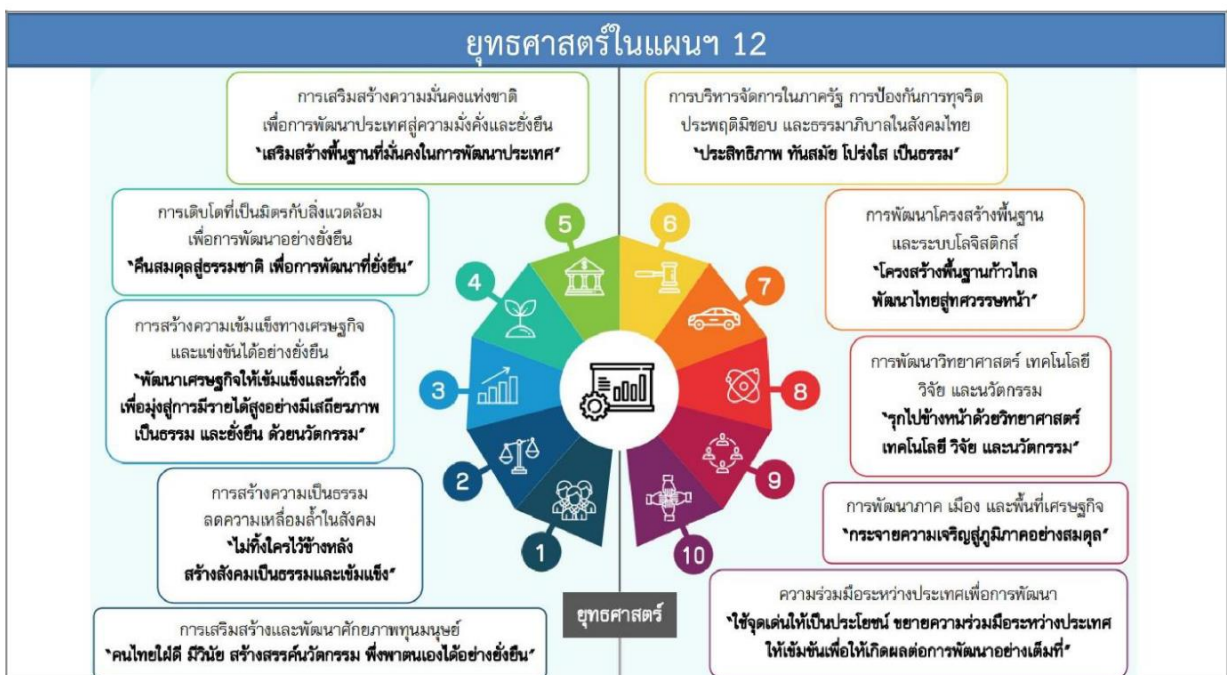 ยุทธศาสตร์ในแผนฯ 12
การเสริมสร้างความมั่นคงแห่งชาติ
เพื่อการพัฒนาประเทศสู่ความมั่งคั่งและยั่งยืน
"เสริมสร้างพื้นฐานที่มั่นคงในการพัฒนาประเทศ"
การบริหารจัดการในภาครัฐ การป้องกันการทุจริต
ประพฤติมิชอบ และธรรมาภิบาลในสังคมไทย
"ประสิทธิภาพ ทันสมัย โปร่งใส เป็นธรรม"
การเติบโตที่เป็นมิตรกับสิ่งแวดล้อม
เพื่อการพัฒนาอย่างยั่งยืน
"คืนสมดุลสู่ธรรมชาติ เพื่อการพัฒนาที่ยั่งยืน"
5
6
การพัฒนาโครงสร้างพื้นฐาน
และระบบโลจิสติกส์
"โครงสร้างพื้นฐานก้าวไกล
พัฒนาไทยสู่ทศวรรษหน้า"
4
7
การสร้างความเข้มแข็งทางเศรษฐกิจ
และแข่งขันได้อย่างยั่งยืน
"พัฒนาเศรษฐกิจให้เข้มแข็งและทั่วถึง
เพื่อมุ่งสู่การมีรายได้สูงอย่างมีเสถียรภาพ
เป็นธรรม และยั่งยืน ด้วยนวัตกรรม"
3
8
การพัฒนาวิทยาศาสตร์ เทคโนโลยี
วิจัย และนวัตกรรม
"รุกไปข้างหน้าด้วยวิทยาศาสตร์
เทคโนโลยี วิจัย และนวัตกรรม"
2
9
การสร้างความเป็นธรรม
ลดความเหลื่อมล้ำในสังคม
"ไม่ทิ้งใครไว้ข้างหลัง
สร้างสังคมเป็นธรรมและเข้มแข็ง"
การพัฒนาภาค เมือง และพื้นที่เศรษฐกิจ
"กระจายความเจริญสู่ภูมิภาคอย่างสมดุล"
1
10
ยุทธศาสตร์
การเสริมสร้างและพัฒนาศักยภาพทุนมนุษย์
"คนไทยใฝ่ดี มีวินัย สร้างสรรค์นวัตกรรม พึ่งพาตนเองได้อย่างยั่งยืน"
ความร่วมมือระหว่างประเทศเพื่อการพัฒนา
"ใช้จุดเด่นให้เป็นประโยชน์ ขยายความร่วมมือระหว่างประเทศ
ให้เข้มข้นเพื่อให้เกิดผลต่อการพัฒนาอย่างเต็มที่"